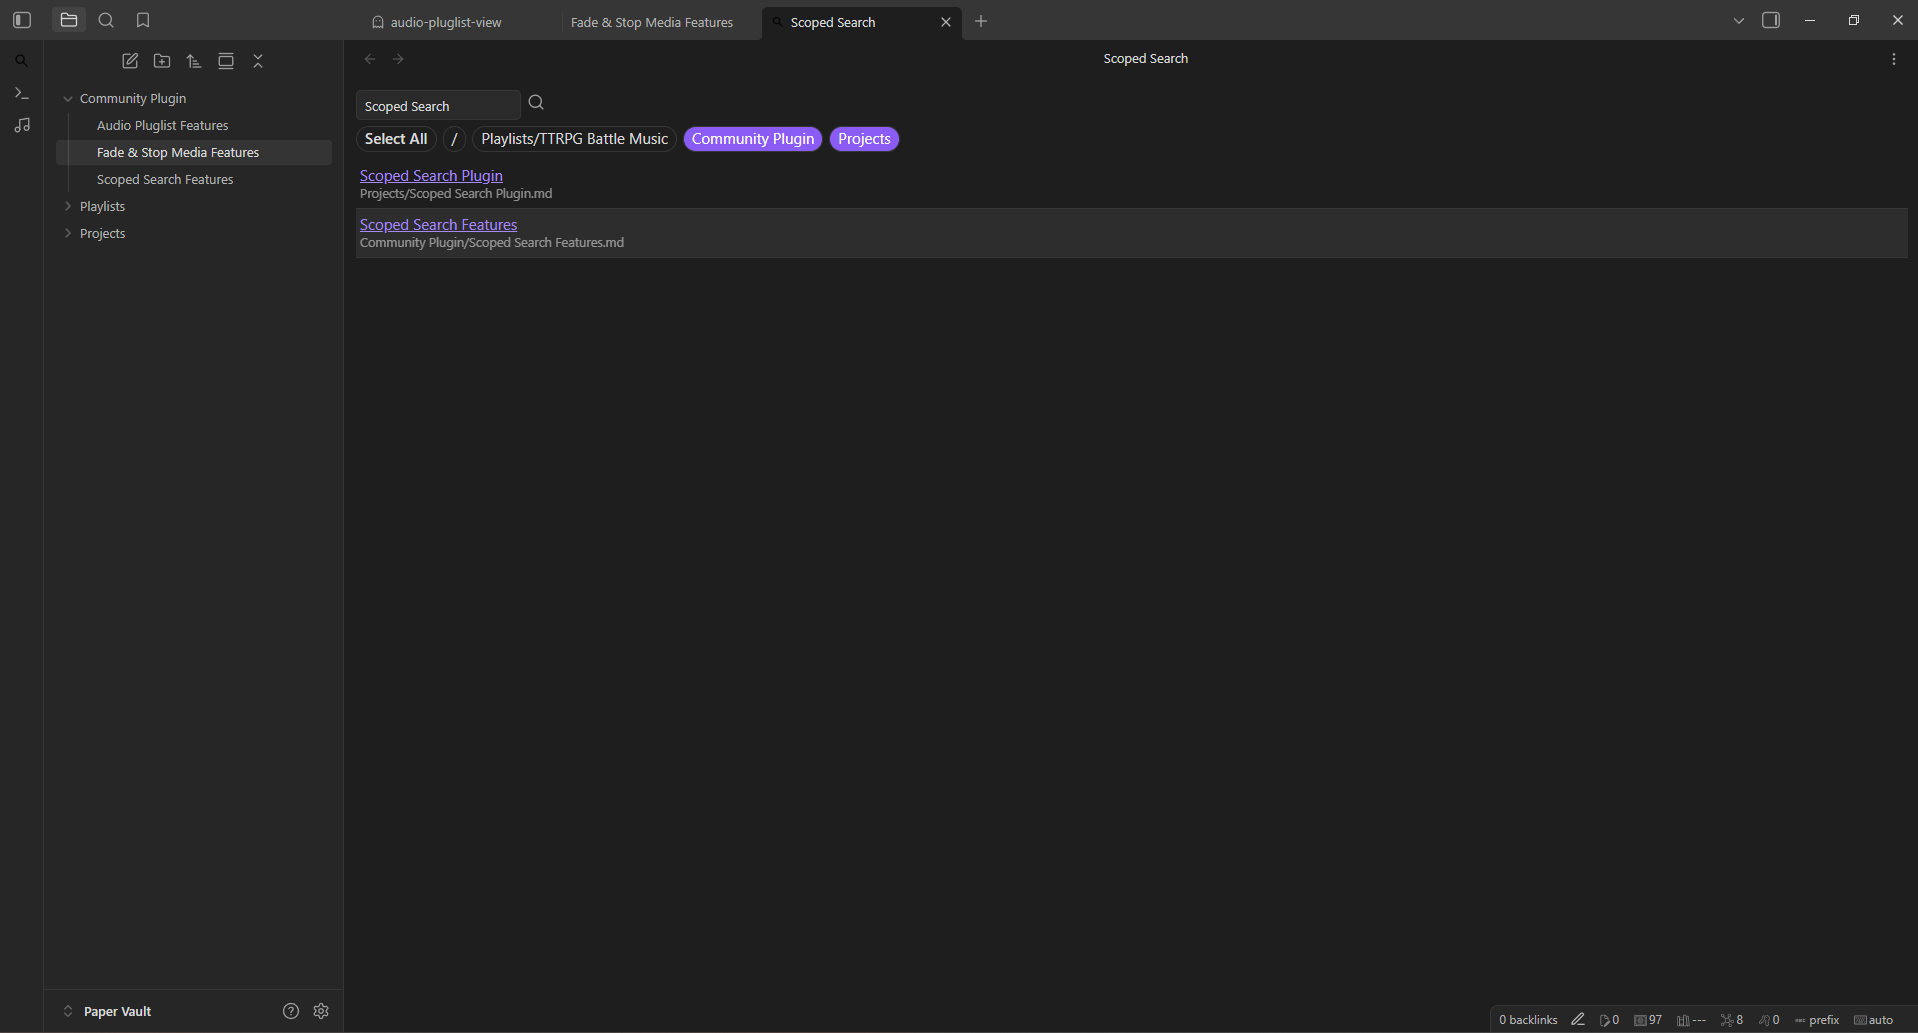 audio-pluglist-view
Fade & Stop Media Features
Scoped Search
Scoped Search
Community Plugin
Audio Pluglist Features
Fade & Stop Media Features
Scoped Search Features
Playlists
Projects
Scoped Search
Select All / Playlists/TTRPG Battle Music Community Plugin Projects
Scoped Search Plugin
Projects/Scoped Search Plugin.md
Scoped Search Features
Community Plugin/Scoped Search Features.md
Paper Vault
0 backlinks 0 97 --- 8 0 prefix auto